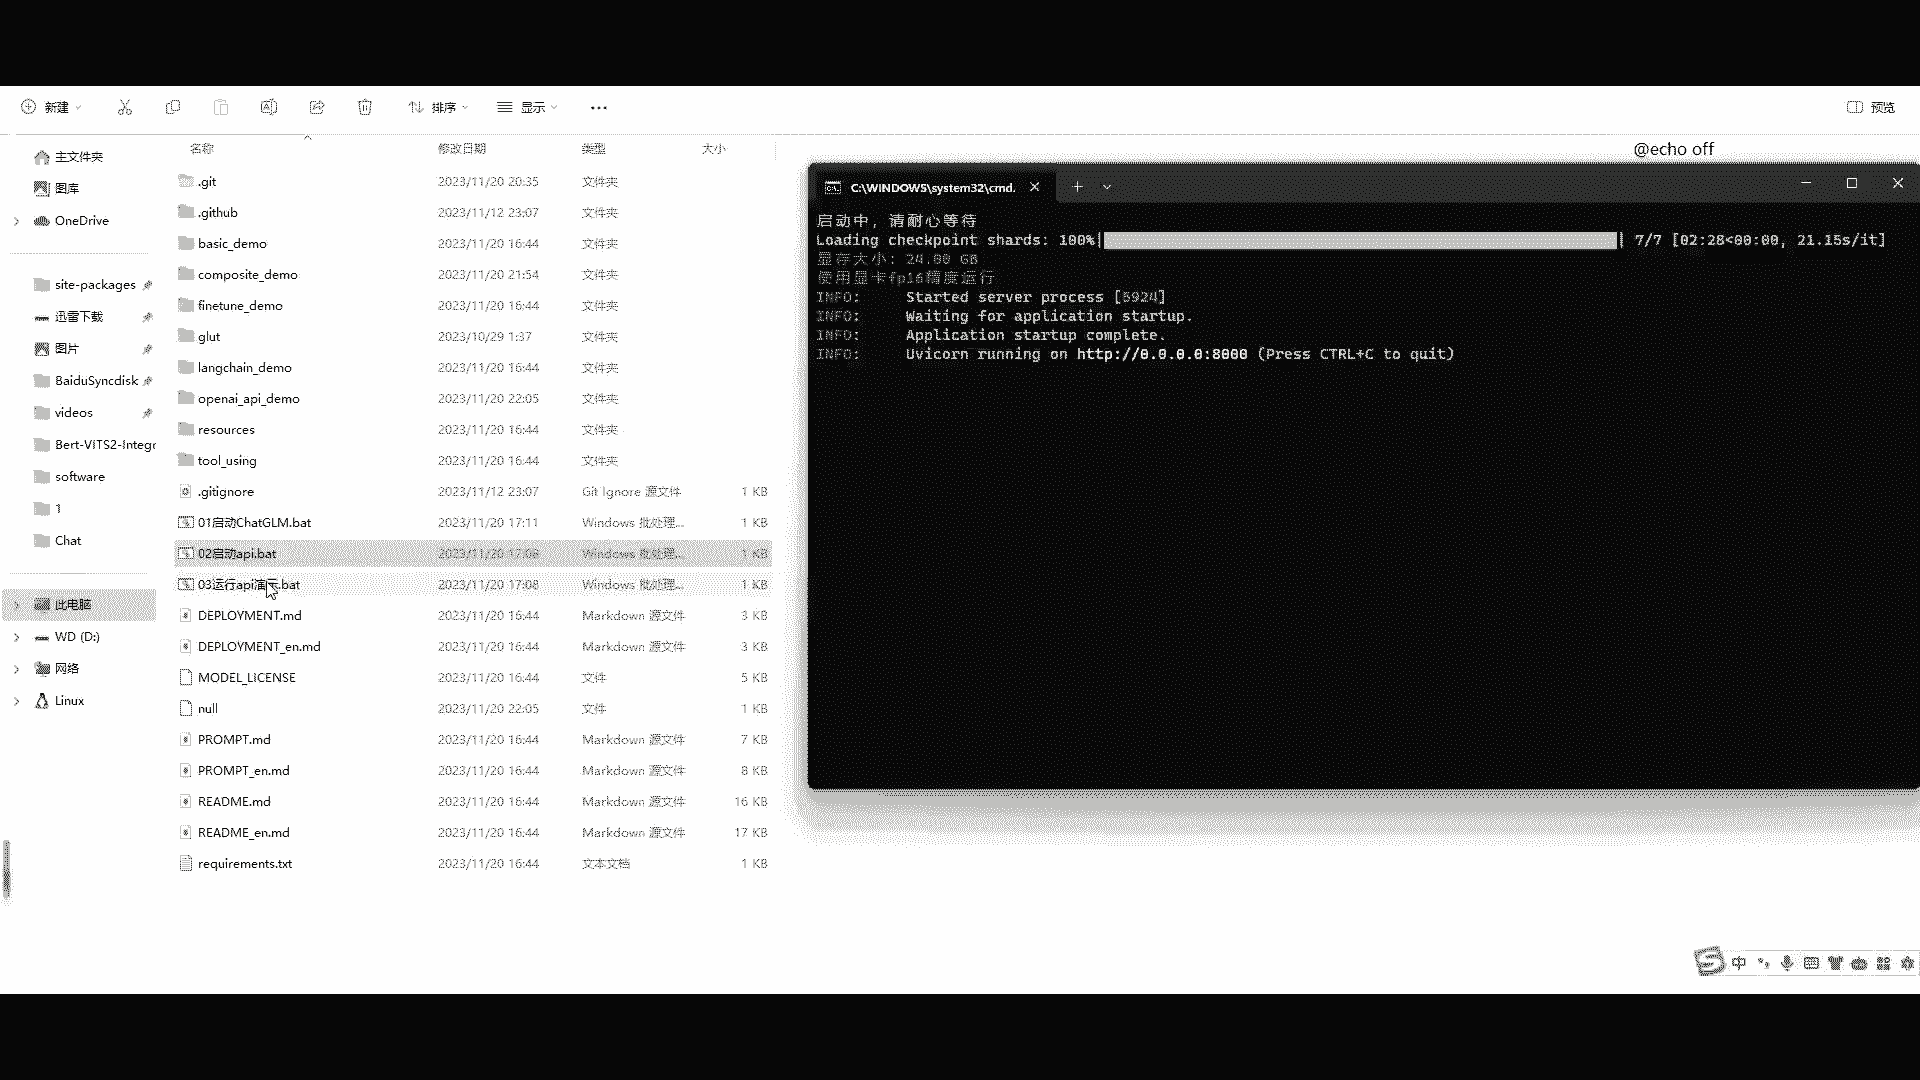 新建
排序
显示
预览
主文件夹
图库
OneDrive
site-packages
迅雷下载
图片
BaiduSyncdisk
videos
Bert-VITS2-Integr
software
1
Chat
此电脑
WD (D:)
网络
Linux
名称 修改日期 类型 大小
.git 2023/11/20 20:35 文件夹
.github 2023/11/12 23:07 文件夹
basic_demo 2023/11/20 16:44 文件夹
composite_demo 2023/11/20 21:54 文件夹
finetune_demo 2023/11/20 16:44 文件夹
glut 2023/10/29 1:37 文件夹
langchain_demo 2023/11/20 16:44 文件夹
openai_api_demo 2023/11/20 22:05 文件夹
resources 2023/11/20 16:44 文件夹
tool_using 2023/11/20 16:44 文件夹
.gitignore 2023/11/12 23:07 Git Ignore 源文件 1 KB
01启动ChatGLM.bat 2023/11/20 17:11 Windows 批处理... 1 KB
02启动api.bat 2023/11/20 17:08 Windows 批处理... 1 KB
03运行api演示.bat 2023/11/20 17:08 Windows 批处理... 1 KB
DEPLOYMENT.md 2023/11/20 16:44 Markdown 源文件 3 KB
DEPLOYMENT_en.md 2023/11/20 16:44 Markdown 源文件 3 KB
MODEL_LICENSE 2023/11/20 16:44 文件 5 KB
null 2023/11/20 22:05 文件 1 KB
PROMPT.md 2023/11/20 16:44 Markdown 源文件 7 KB
PROMPT_en.md 2023/11/20 16:44 Markdown 源文件 8 KB
README.md 2023/11/20 16:44 Markdown 源文件 16 KB
README_en.md 2023/11/20 16:44 Markdown 源文件 17 KB
requirements.txt 2023/11/20 16:44 文本文档 1 KB
@echo off
C:\WINDOWS\system32\cmd.
启动中，请耐心等待
Loading checkpoint shards: 100%| | 7/7 [02:28<00:00, 21.15s/it]
显存大小: 24.00 GB
使用显卡fp16精度运行
INFO: Started server process [5924]
INFO: Waiting for application startup.
INFO: Application startup complete.
INFO: Uvicorn running on http://0.0.0.0:8000 (Press CTRL+C to quit)
中